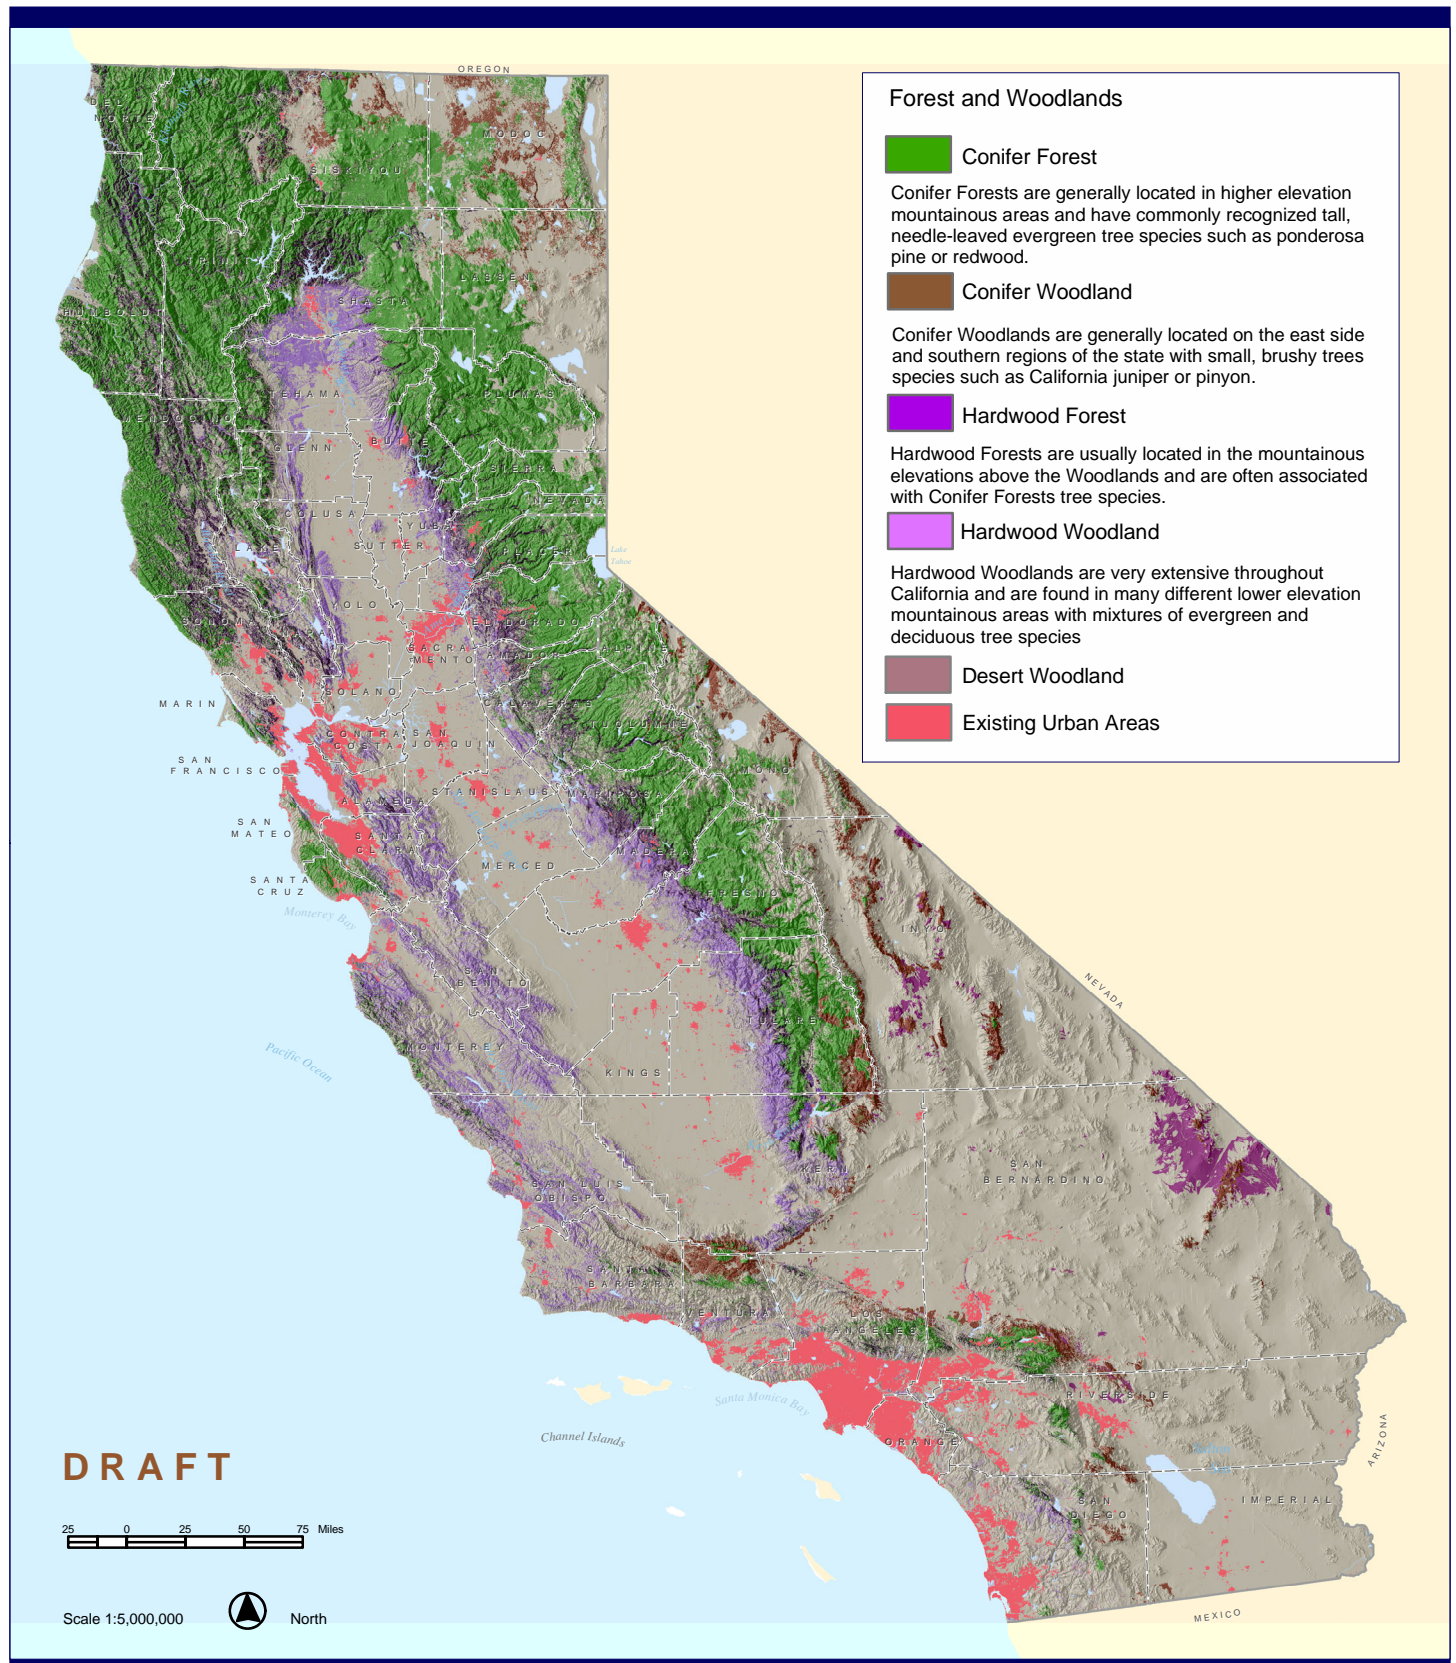 OREGON
DEL
NORTE
MODOC
SISKIYOU
TRINITY
LASSEN
SHASTA
HUMBOLDT
TEHAMA
PLUMAS
MENDOCINO
BUTTE
GLENN
SIERRA
NEVADA
COLUSA
YUBA
SUTTER
LAKE
PLACER
Lake
Tahoe
YOLO
SONOMA
EL DORADO
SACRA-
MENTO
AMADOR
ALPINE
SOLANO
MARIN
CALAVERAS
TUOLUMNE
CONTRA
COSTA
SAN
JOAQUIN
SAN
FRANCISCO
MONO
STANISLAUS
MARIPOSA
ALAMEDA
SAN
MATEO
SANTA
CLARA
MADERA
MERCED
SANTA
CRUZ
FRESNO
Monterey Bay
INYO
SAN
BENITO
NEVADA
TULARE
MONTEREY
Pacific Ocean
KINGS
KERN
SAN
BERNARDINO
SAN LUIS
OBISPO
SANTA
BARBARA
VENTURA
LOS
ANGELES
RIVERSIDE
Santa Monica Bay
Channel Islands
ORANGE
ARIZONA
SAN
DIEGO
IMPERIAL
MEXICO
Forest and Woodlands
Conifer Forest
Conifer Forests are generally located in higher elevation
mountainous areas and have commonly recognized tall,
needle-leaved evergreen tree species such as ponderosa
pine or redwood.
Conifer Woodland
Conifer Woodlands are generally located on the east side
and southern regions of the state with small, brushy trees
species such as California juniper or pinyon.
Hardwood Forest
Hardwood Forests are usually located in the mountainous
elevations above the Woodlands and are often associated
with Conifer Forests tree species.
Hardwood Woodland
Hardwood Woodlands are very extensive throughout
California and are found in many different lower elevation
mountainous areas with mixtures of evergreen and
deciduous tree species
Desert Woodland
Existing Urban Areas
DRAFT
25 0 25 50 75 Miles
Scale 1:5,000,000
North